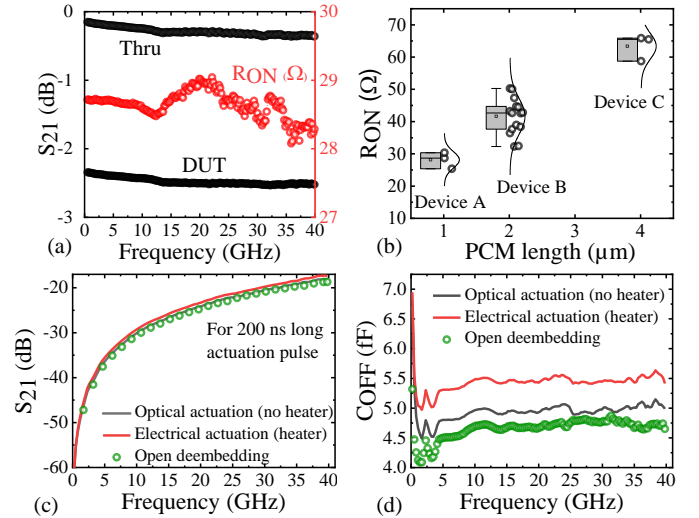 0
-1
-2
-3
S21 (dB)
Thru
RON (Ω)
DUT
30
29
28
27
0 5 10 15 20 25 30 35 40
(a)
Frequency (GHz)
90
80
70
60
50
40
30
20
10
RON (Ω)
Device C
Device B
Device A
1 2 3 4
(b)
PCM length (µm)
-10
-20
-30
-40
-50
-60
S21 (dB)
For 200 ns long
actuation pulse
Optical actuation (no heater)
Electrical actuation (heater)
Open deembedding
0 5 10 15 20 25 30 35 40
(c)
Frequency (GHz)
7.0
6.5
6.0
5.5
5.0
4.5
4.0
COFF (fF)
Optical actuation (no heater)
Electrical actuation (heater)
Open deembedding
0 5 10 15 20 25 30 35 40
(d)
Frequency (GHz)